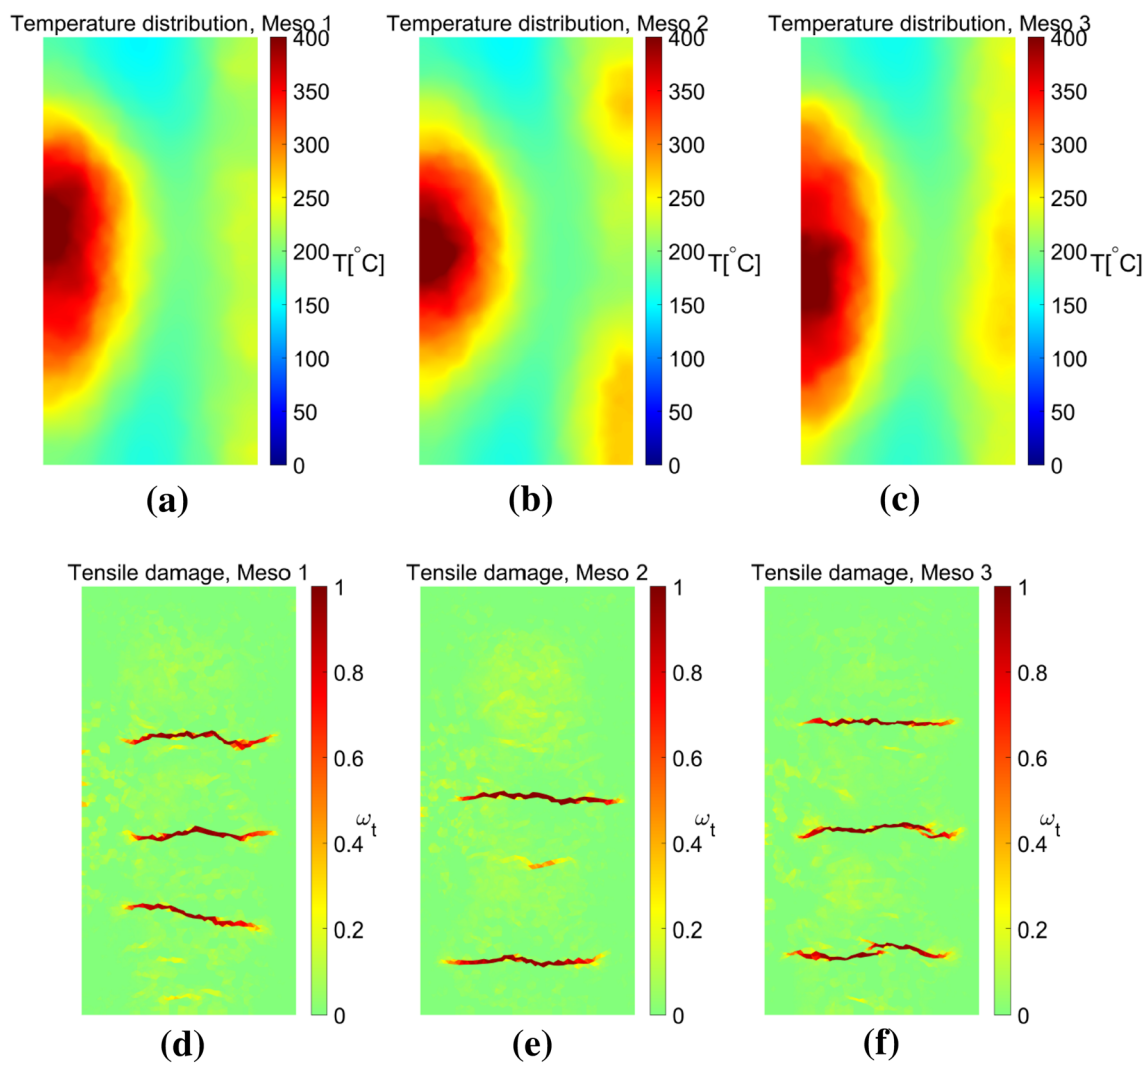 Temperature distribution, Meso 1
Temperature distribution, Meso 2
Temperature distribution, Meso 3
400
350
300
250
200
150
100
50
0
T[°C]
400
350
300
250
200
150
100
50
0
T[°C]
400
350
300
250
200
150
100
50
0
T[°C]
(a)
(b)
(c)
Tensile damage, Meso 1
Tensile damage, Meso 2
Tensile damage, Meso 3
1
0.8
0.6
0.4
0.2
0
ωt
1
0.8
0.6
0.4
0.2
0
ωt
1
0.8
0.6
0.4
0.2
0
ωt
(d)
(e)
(f)